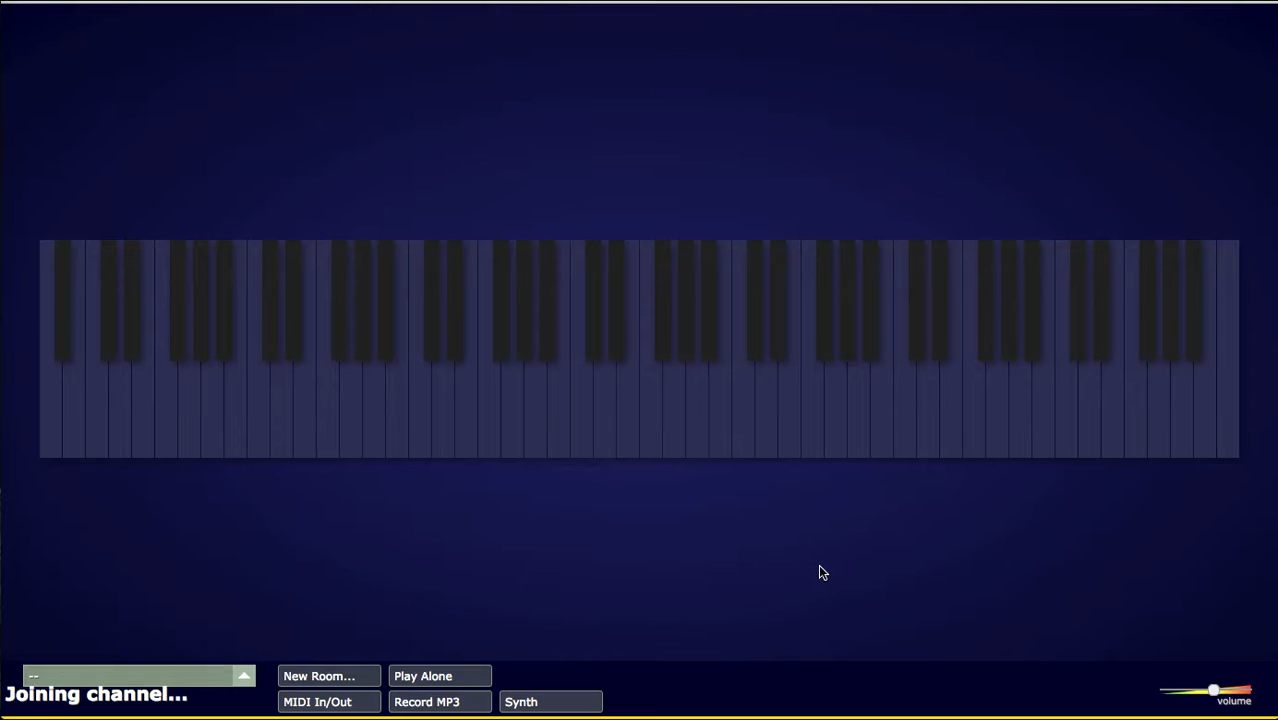 --
New Room...
Play Alone
Joining channel...
MIDI In/Out
Record MP3
Synth
volume